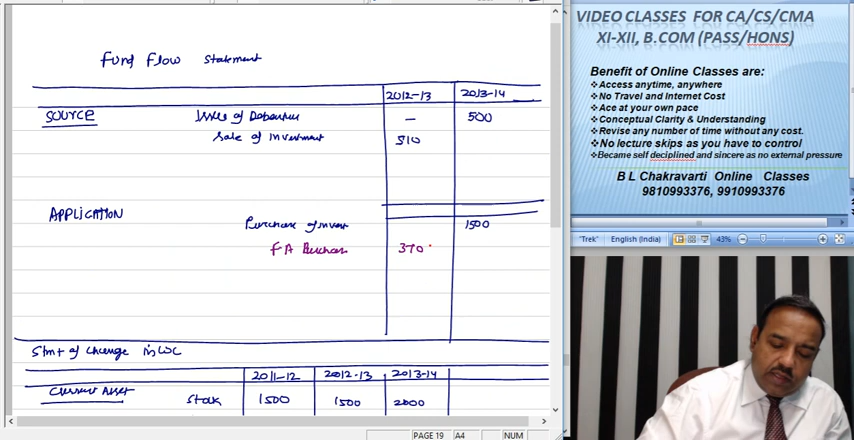 Fund Flow Statement
2012-13 2013-14
SOURCE Issues of Debenture — 500
Sale of Investment 510
APPLICATION
Purchase of Invest 1500
F A Purchase 370
Stmt of change in WC
2011-12 2012-13 2013-14
Current Asset
Stock 1500 1500 2000
PAGE 19 A4 NUM
VIDEO CLASSES FOR CA/CS/CMA
XI-XII, B.COM (PASS/HONS)
Benefit of Online Classes are:
Access anytime, anywhere
No Travel and Internet Cost
Ace at your own pace
Conceptual Clarity & Understanding
Revise any number of time without any cost.
No lecture skips as you have to control
Became self deciplined and sincere as no external pressure
B L Chakravarti Online Classes
9810993376, 9910993376
"Trek" English (India) 43%